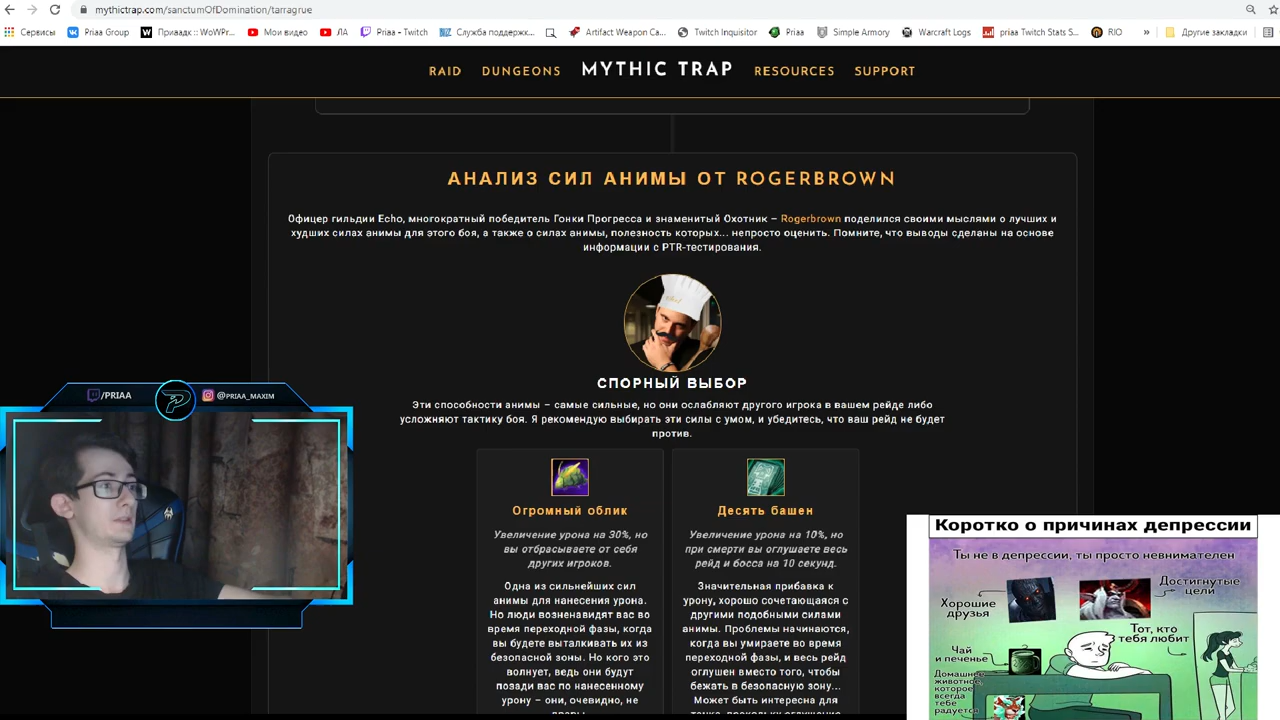 mythictrap.com/sanctumOfDomination/tarragrue
Сервисы
Priaa Group
Приваdк :: WoWPr...
Мои видео
ЛА
Priaa - Twitch
Служба поддержк...
Artifact Weapon Ca...
Twitch Inquisitor
Priaa
Simple Armory
Warcraft Logs
priaa Twitch Stats S...
RIO
»
Другие закладки
RAID
DUNGEONS
MYTHIC TRAP
RESOURCES
SUPPORT
АНАЛИЗ СИЛ АНИМЫ ОТ ROGERBROWN
Офицер гильдии Echo, многократный победитель Гонки Прогресса и знаменитый Охотник – Rogerbrown поделился своими мыслями о лучших и
худших силах анимы для этого боя, а также о силах анимы, полезность которых... непросто оценить. Помните, что выводы сделаны на основе
информации с PTR-тестирования.
СПОРНЫЙ ВЫБОР
Эти способности анимы – самые сильные, но они ослабляют другого игрока в вашем рейде либо
усложняют тактику боя. Я рекомендую выбирать эти силы с умом, и убедитесь, что ваш рейд не будет
против.
Огромный облик
Увеличение урона на 30%, но
вы отбрасываете от себя
других игроков.
Одна из сильнейших сил
анимы для нанесения урона.
Но люди возненавидят вас во
время переходной фазы, когда
вы будете выталкивать их из
безопасной зоны. Но кого это
волнует, ведь они будут
позади вас по нанесенному
урону – они, очевидно, не
Десять башен
Увеличение урона на 10%, но
при смерти вы оглушаете весь
рейд и босса на 10 секунд.
Значительная прибавка к
урону, хорошо сочетающаяся с
другими подобными силами
анимы. Проблемы начинаются,
когда вы умираете во время
переходной фазы, и весь рейд
оглушен вместо того, чтобы
бежать в безопасную зону...
Может быть интересна для
/PRIAA
@PRIAA_MAXIM
Коротко о причинах депрессии
Ты не в депрессии, ты просто невнимателен
Хорошие
друзья
Достигнутые
цели
Тот, кто
тебя любит
Чай
и печенье
Домашнее
животное,
которое
всегда
тебе
радуется